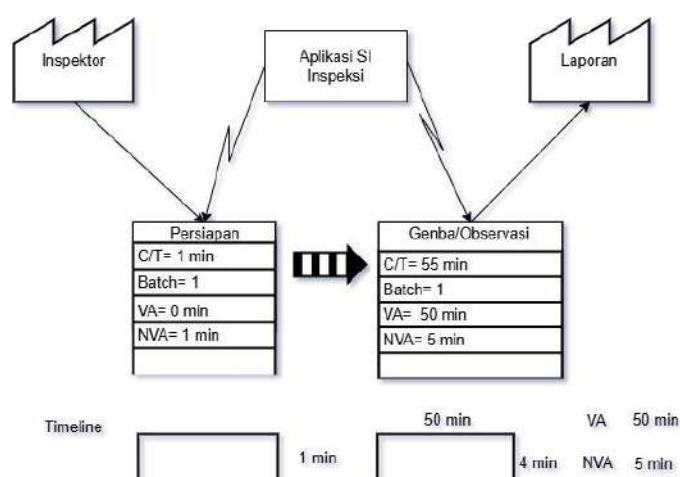 Inspektor
Aplikasi SI
Inspeksi
Laporan
Persiapan
C/T= 1 min
Batch= 1
VA= 0 min
NVA= 1 min
Genba/Observasi
C/T= 55 min
Batch= 1
VA= 50 min
NVA= 5 min
Timeline
1 min
50 min
4 min
VA 50 min
NVA 5 min